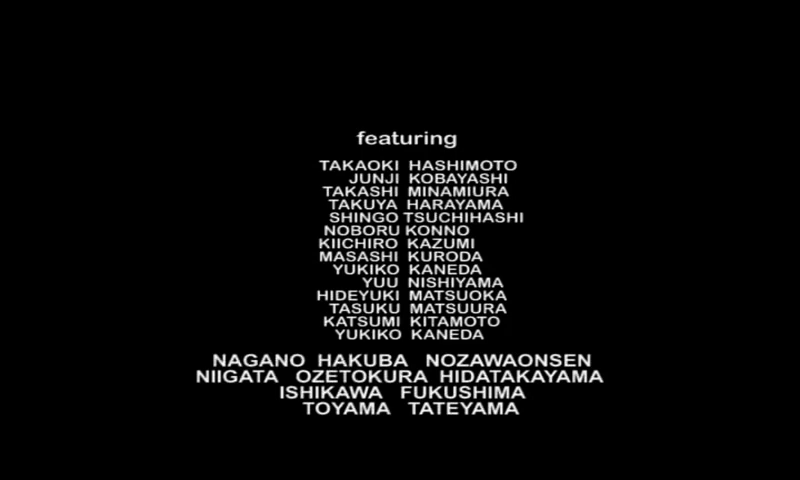 featuring
TAKAOKI HASHIMOTO
JUNJI KOBAYASHI
TAKASHI MINAMIURA
TAKUYA HARAYAMA
SHINGO TSUCHIHASHI
NOBORU KONNO
KIICHIRO KAZUMI
MASASHI KURODA
YUKIKO KANEDA
YUU NISHIYAMA
HIDEYUKI MATSUOKA
TASUKU MATSUURA
KATSUMI KITAMOTO
YUKIKO KANEDA
NAGANO HAKUBA NOZAWAONSEN
NIIGATA OZETOKURA HIDATAKAYAMA
ISHIKAWA FUKUSHIMA
TOYAMA TATEYAMA